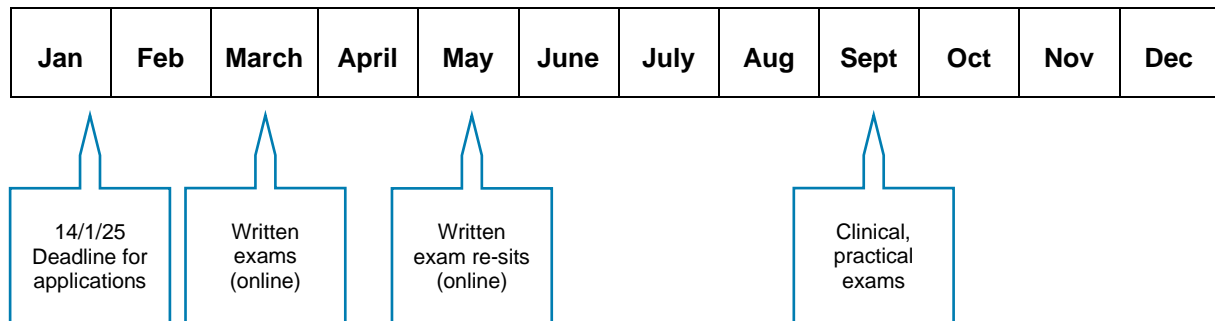 Jan Feb March April May June July Aug Sept Oct Nov Dec
14/1/25
Deadline for
applications
Written
exams
(online)
Written
exam re-sits
(online)
Clinical,
practical
exams